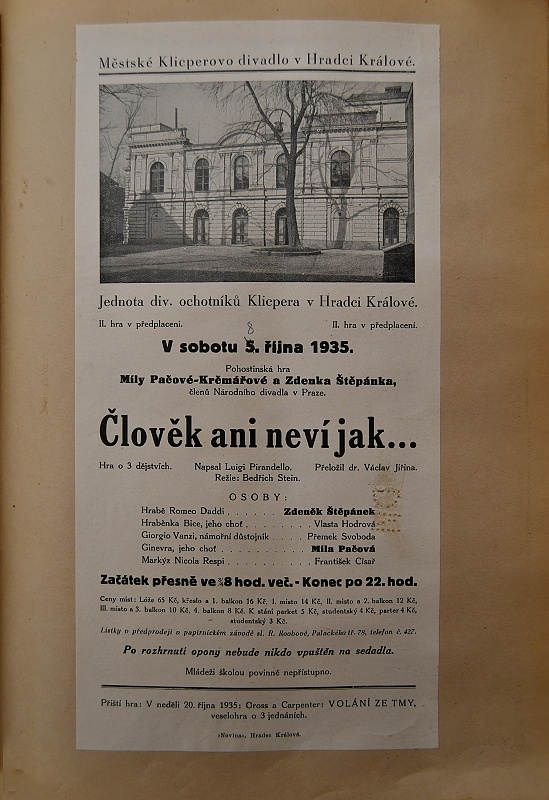 Městské Klicperovo divadlo v Hradci Králové.
Jednota div. ochotníků Klicpera v Hradci Králové.
II. hra v předplacení. II. hra v předplacení.
8
V sobotu 5. října 1935.
Pohostinská hra
Míly Pačové-Krčmářové a Zdenka Štěpánka,
členů Národního divadla v Praze.
Člověk ani neví jak...
Hra o 3 dějstvích. Napsal Luigi Pirandello. Přeložil dr. Václav Jiřina.
Režie: Bedřich Stein.
OSOBY:
Hrabě Romeo Daddi . . . . . . . Zdeněk Štěpánek
Hraběnka Bice, jeho choť . . . . . . . Vlasta Hodrová
Giorgio Vanzi, námořní důstojník . . . . Přemek Svoboda
Ginevra, jeho choť . . . . . . . . . . Míla Pačová
Markýz Nicola Respi . . . . . . . . . František Císař
Začátek přesně ve ¾8 hod. več. - Konec po 22. hod.
Ceny míst: Lóže 65 Kč, křeslo a 1. balkon 16 Kč, I. místo 14 Kč, II. místo a 2. balkon 12 Kč,
III. místo a 3. balkon 10 Kč, 4. balkon 8 Kč. K stání parket 5 Kč, studentský 4 Kč, parter 4 Kč,
studentský 3 Kč.
Lístky v předprodeji v papírnickém závodě sl. R. Roobové, Palackého tř. 78, telefon č. 427.
Po rozhrnutí opony nebude nikdo vpuštěn na sedadla.
Mládeži školou povinné nepřístupno.
Příští hra: V neděli 20. října 1935: Gross a Carpenter: VOLÁNÍ ZE TMY,
veselohra o 3 jednáních.
»Novina«, Hradec Králové.